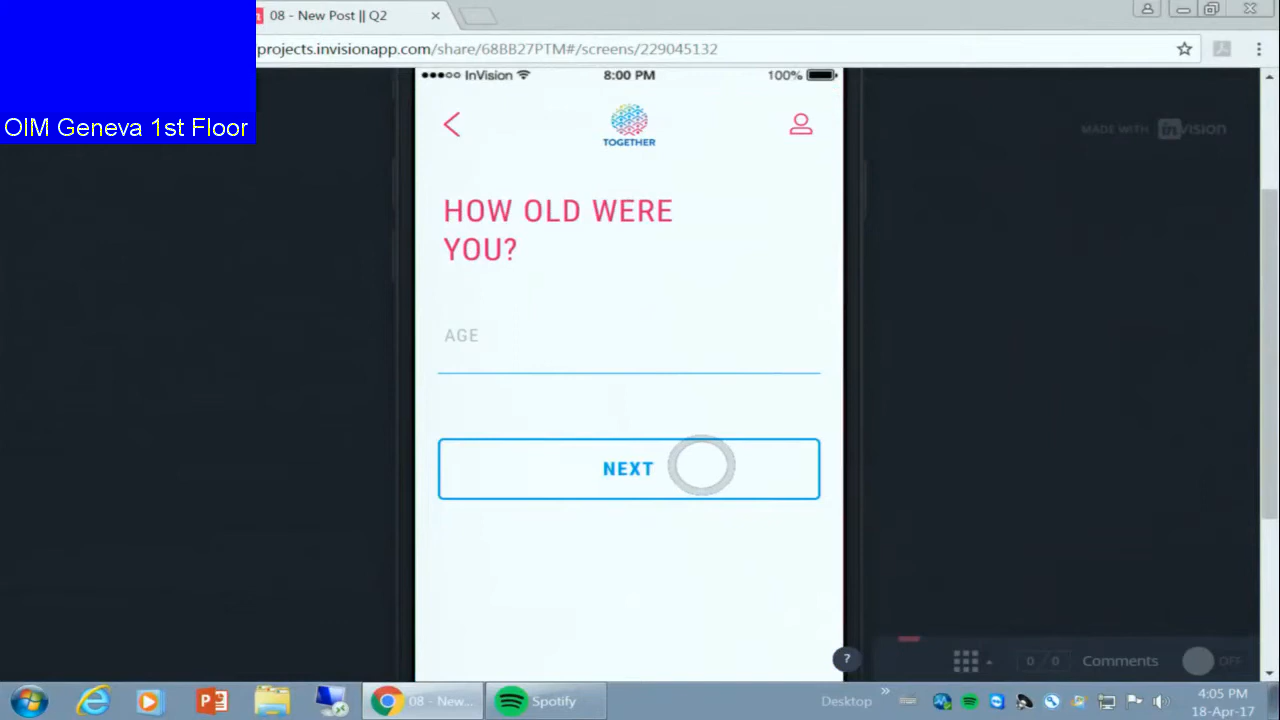 08 - New Post || Q2
projects.invisionapp.com/share/68BB27PTM#/screens/229045132
OIM Geneva 1st Floor
InVision
8:00 PM
100%
MADE WITH inVision
TOGETHER
HOW OLD WERE
YOU?
AGE
NEXT
?
0 / 0
Comments
OFF
08 - New...
Spotify
Desktop
4:05 PM
18-Apr-17